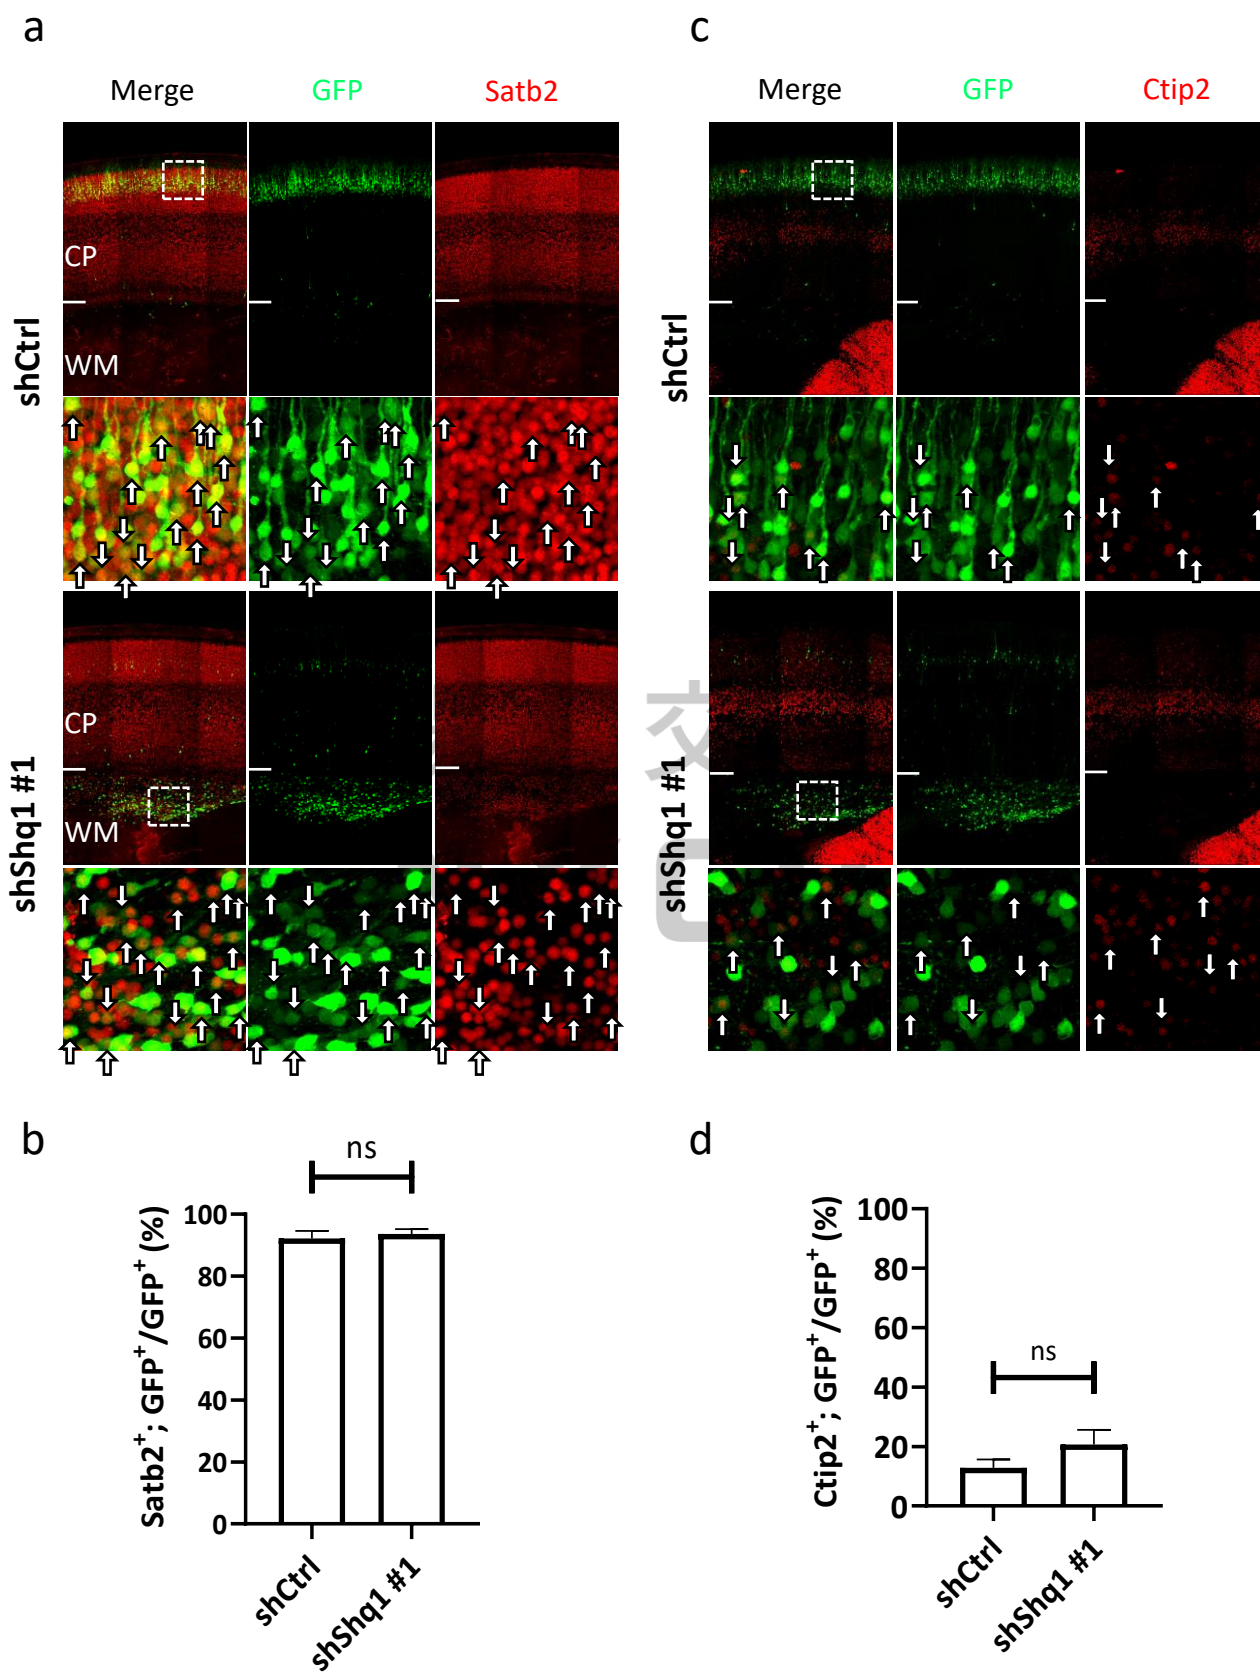 a
Merge GFP Satb2
shCtrl
CP
WM
shShq1 #1
CP
WM
c
Merge GFP Ctip2
shCtrl
shShq1 #1
交
b
ns
Satb2+; GFP+/GFP+ (%)
100
80
60
40
20
0
shCtrl
shShq1 #1
d
ns
Ctip2+; GFP+/GFP+ (%)
100
80
60
40
20
0
shCtrl
shShq1 #1